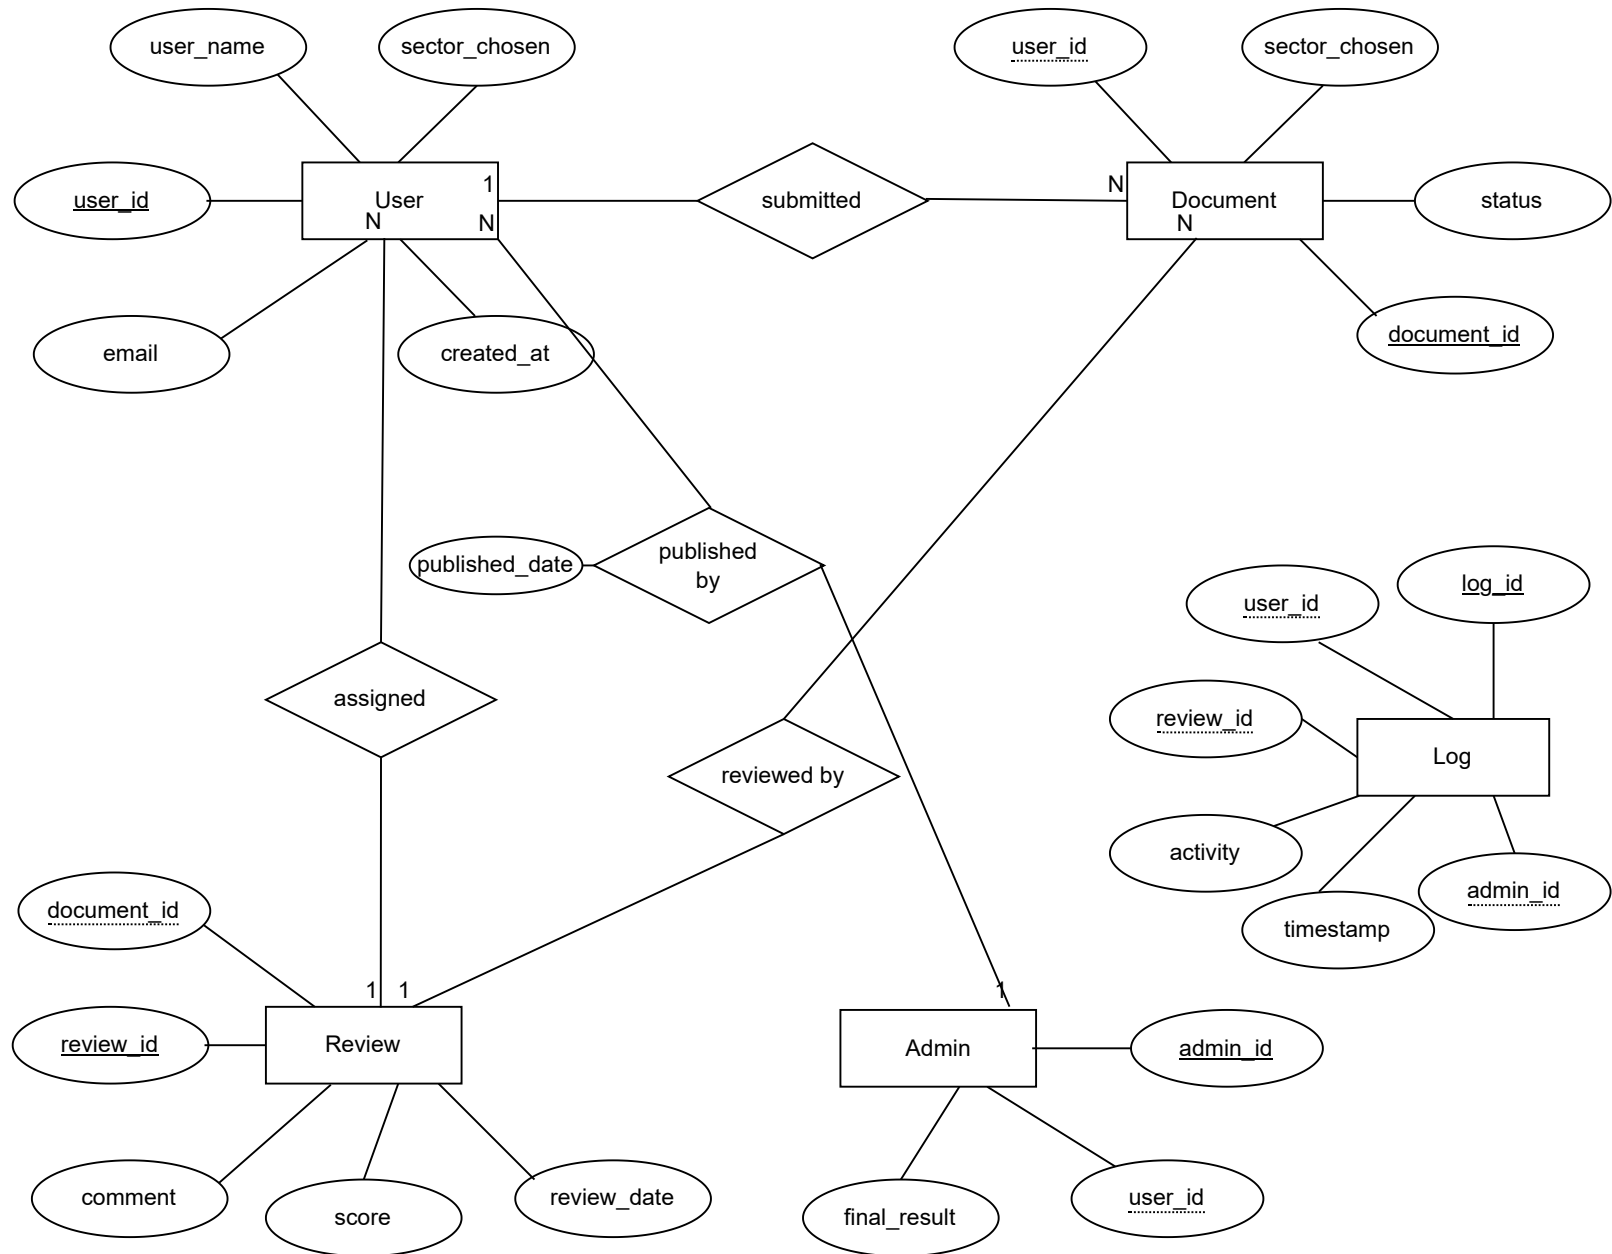 user_name
sector_chosen
user_id
sector_chosen
user_id
User
1
N
N
submitted
N
Document
N
status
email
created_at
document_id
published_date
published
by
user_id
log_id
assigned
review_id
Log
reviewed by
activity
admin_id
timestamp
document_id
1
1
1
review_id
Review
Admin
admin_id
comment
score
review_date
final_result
user_id